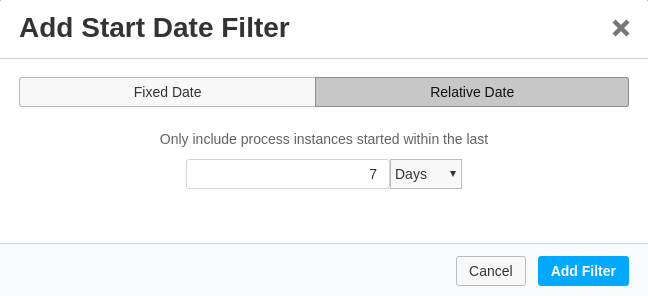 Add Start Date Filter
Fixed Date
Relative Date
Only include process instances started within the last
7
Days
Cancel
Add Filter